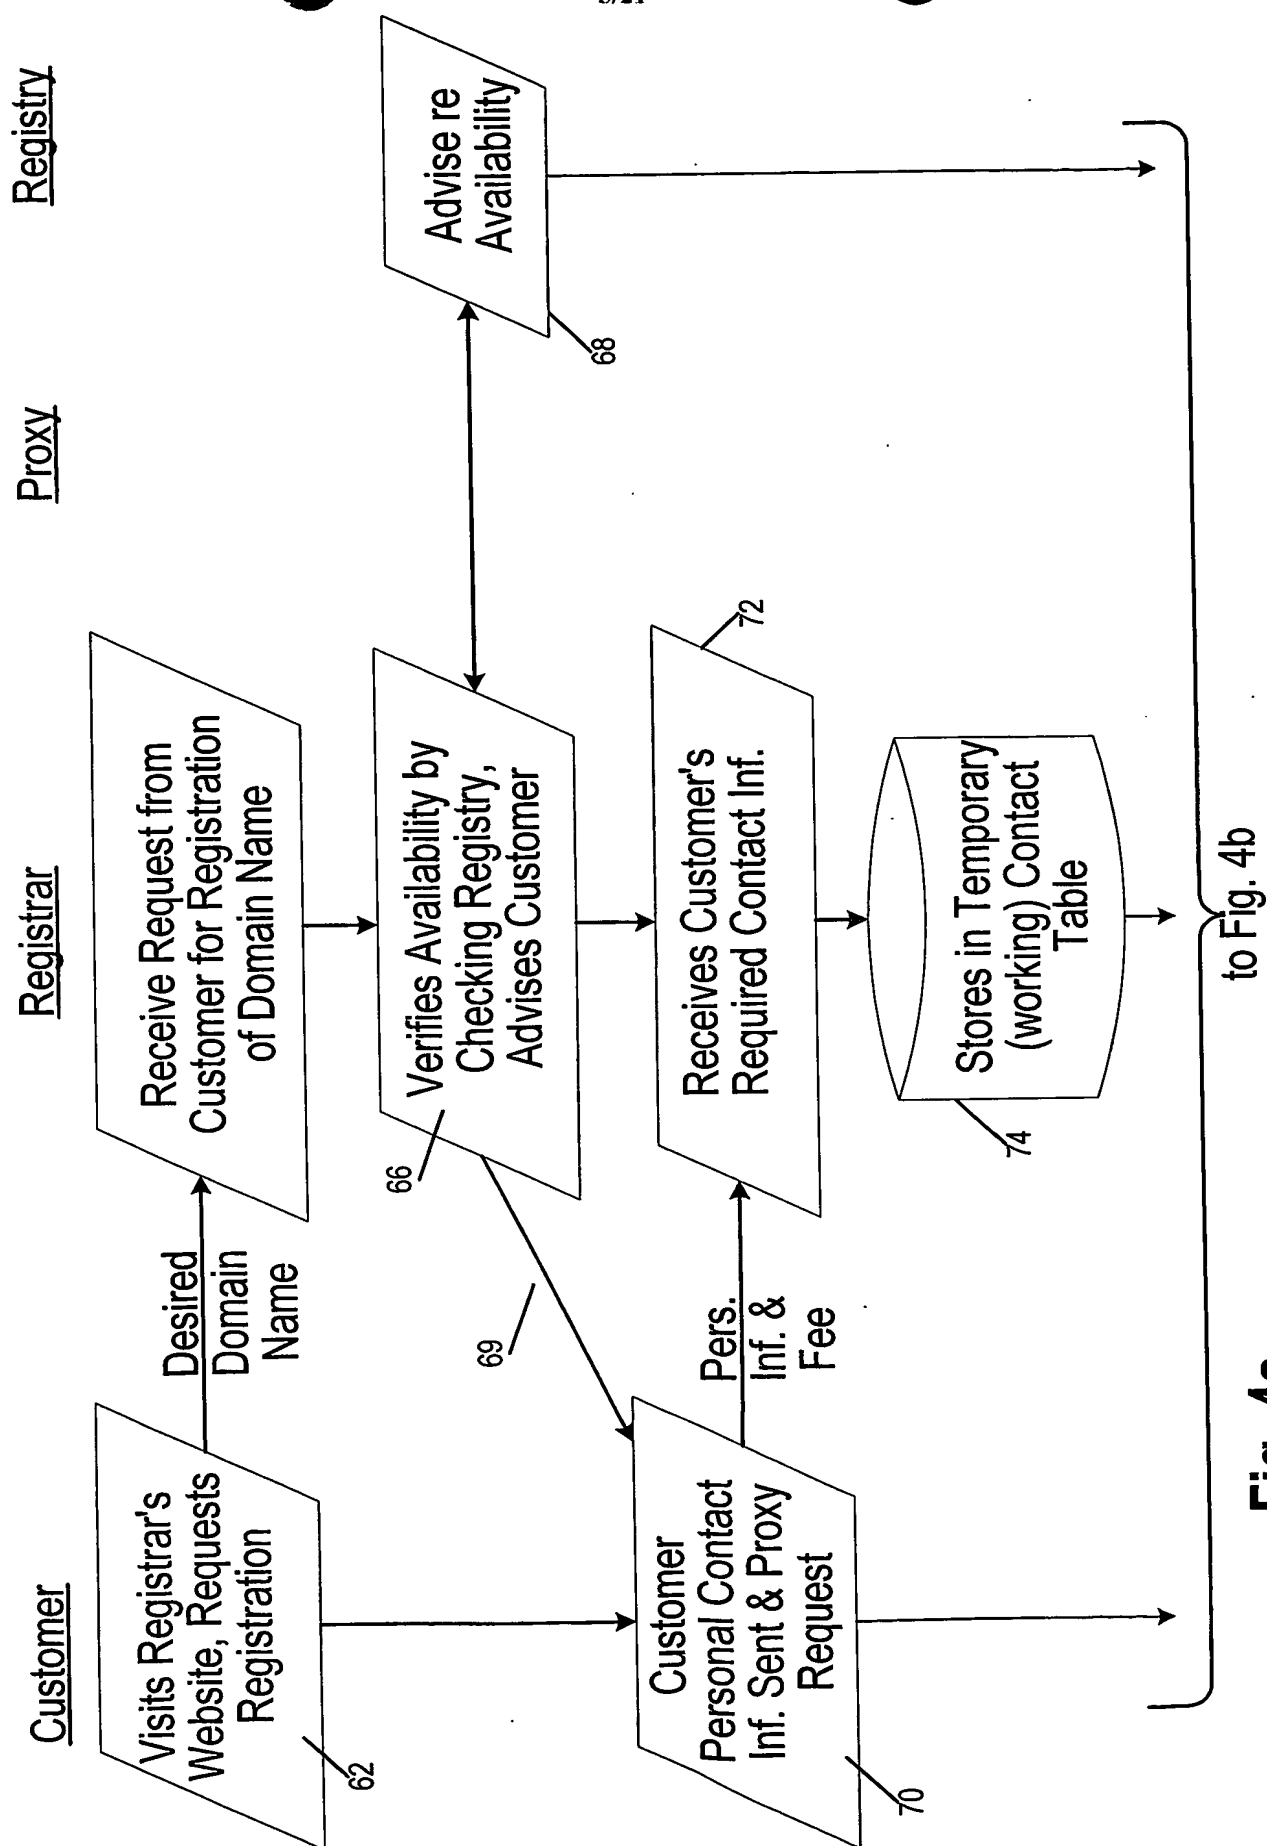 Customer
Registrar
Proxy
Registry
Visits Registrar's
Website, Requests
Registration
62
Desired
Domain
Name
Receive Request from
Customer for Registration
of Domain Name
Verifies Availability by
Checking Registry,
Advises Customer
66
Advise re
Availability
68
69
Customer
Personal Contact
Inf. Sent & Proxy
Request
70
Pers.
Inf. &
Fee
Receives Customer's
Required Contact Inf.
72
Stores in Temporary
(working) Contact
Table
74
to Fig. 4b
Fig.